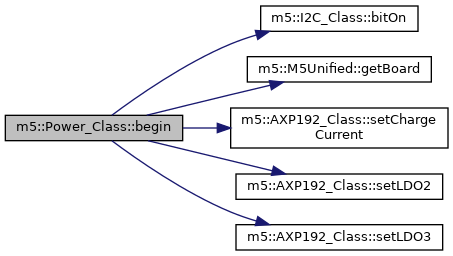 m5::I2C_Class::bitOn
m5::M5Unified::getBoard
m5::Power_Class::begin
m5::AXP192_Class::setCharge
Current
m5::AXP192_Class::setLDO2
m5::AXP192_Class::setLDO3